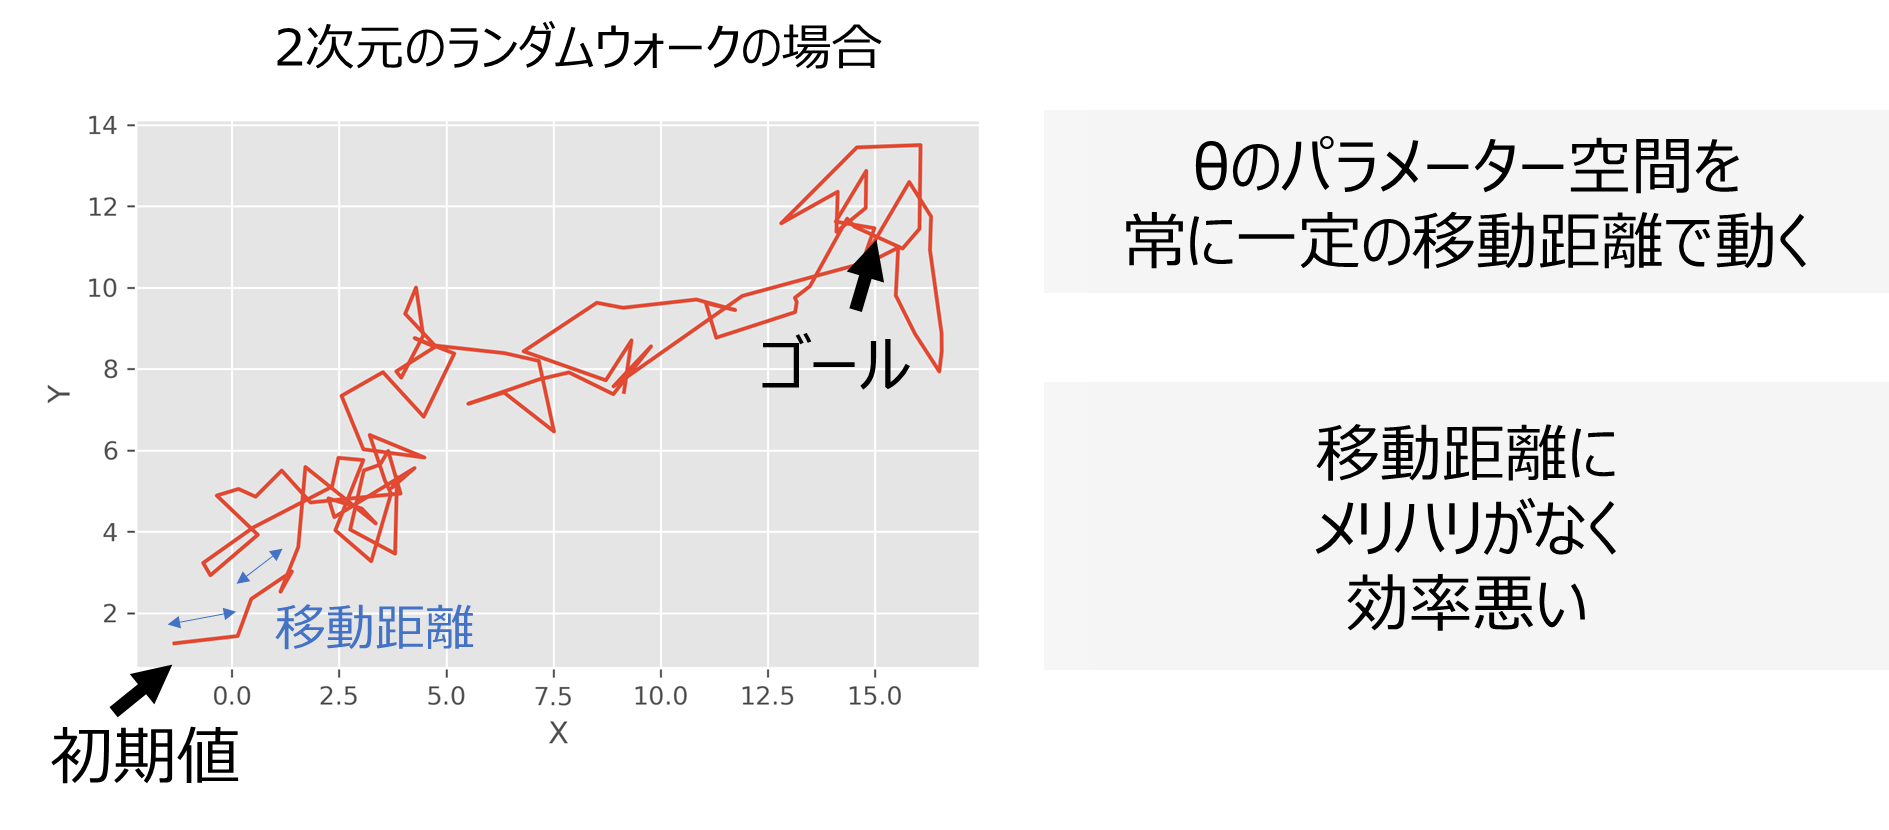 2次元のランダムウォークの場合
14
12
10
8
6
4
2
Y
0.0 2.5 5.0 7.5 10.0 12.5 15.0
X
ゴール
移動距離
初期値
θのパラメーター空間を
常に一定の移動距離で動く
移動距離に
メリハリがなく
効率悪い